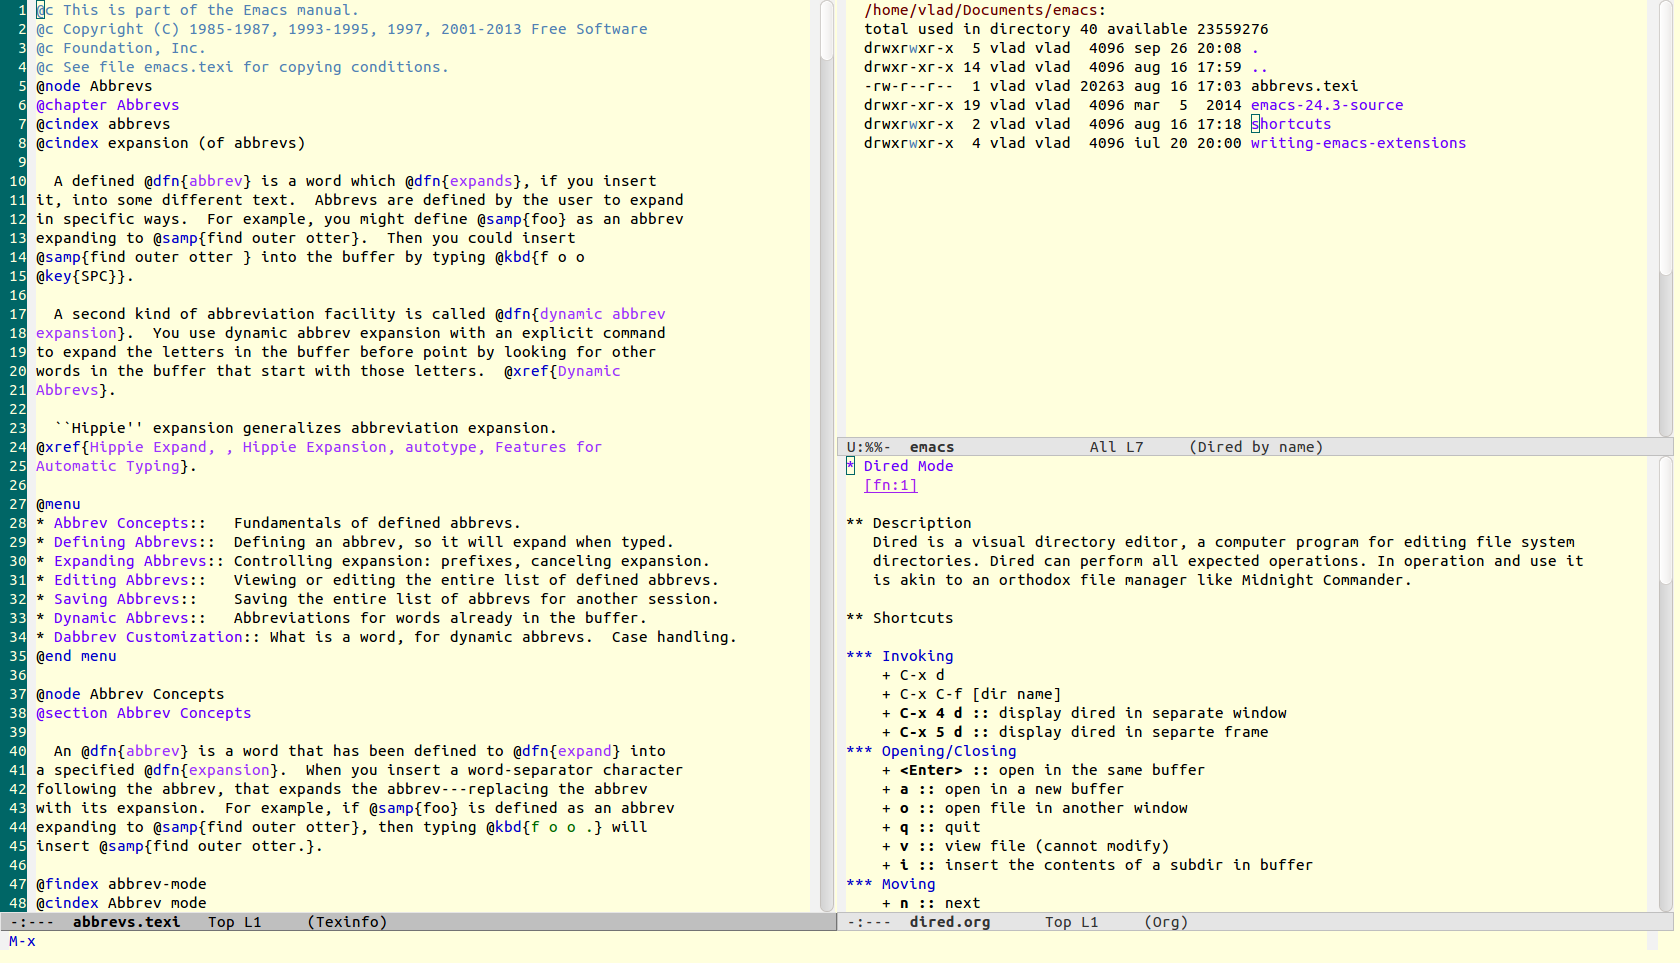 1 @c This is part of the Emacs manual.
2 @c Copyright (C) 1985-1987, 1993-1995, 1997, 2001-2013 Free Software
3 @c Foundation, Inc.
4 @c See file emacs.texi for copying conditions.
5 @node Abbrevs
6 @chapter Abbrevs
7 @cindex abbrevs
8 @cindex expansion (of abbrevs)
9
10   A defined @dfn{abbrev} is a word which @dfn{expands}, if you insert
11 it, into some different text.  Abbrevs are defined by the user to expand
12 in specific ways.  For example, you might define @samp{foo} as an abbrev
13 expanding to @samp{find outer otter}.  Then you could insert
14 @samp{find outer otter } into the buffer by typing @kbd{f o o
15 @key{SPC}}.
16
17   A second kind of abbreviation facility is called @dfn{dynamic abbrev
18 expansion}.  You use dynamic abbrev expansion with an explicit command
19 to expand the letters in the buffer before point by looking for other
20 words in the buffer that start with those letters.  @xref{Dynamic
21 Abbrevs}.
22
23   ``Hippie'' expansion generalizes abbreviation expansion.
24 @xref{Hippie Expand, , Hippie Expansion, autotype, Features for
25 Automatic Typing}.
26
27 @menu
28 * Abbrev Concepts::   Fundamentals of defined abbrevs.
29 * Defining Abbrevs::  Defining an abbrev, so it will expand when typed.
30 * Expanding Abbrevs:: Controlling expansion: prefixes, canceling expansion.
31 * Editing Abbrevs::   Viewing or editing the entire list of defined abbrevs.
32 * Saving Abbrevs::    Saving the entire list of abbrevs for another session.
33 * Dynamic Abbrevs::   Abbreviations for words already in the buffer.
34 * Dabbrev Customization:: What is a word, for dynamic abbrevs.  Case handling.
35 @end menu
36
37 @node Abbrev Concepts
38 @section Abbrev Concepts
39
40   An @dfn{abbrev} is a word that has been defined to @dfn{expand} into
41 a specified @dfn{expansion}.  When you insert a word-separator character
42 following the abbrev, that expands the abbrev---replacing the abbrev
43 with its expansion.  For example, if @samp{foo} is defined as an abbrev
44 expanding to @samp{find outer otter}, then typing @kbd{f o o .} will
45 insert @samp{find outer otter.}.
46
47 @findex abbrev-mode
48 @cindex Abbrev mode
-:---  abbrevs.texi   Top L1     (Texinfo)
M-x
/home/vlad/Documents/emacs:
total used in directory 40 available 23559276
drwxrwxr-x  5 vlad vlad  4096 sep 26 20:08 .
drwxr-xr-x 14 vlad vlad  4096 aug 16 17:59 ..
-rw-r--r--  1 vlad vlad 20263 aug 16 17:03 abbrevs.texi
drwxr-xr-x 19 vlad vlad  4096 mar  5  2014 emacs-24.3-source
drwxrwxr-x  2 vlad vlad  4096 aug 16 17:18 shortcuts
drwxrwxr-x  4 vlad vlad  4096 iul 20 20:00 writing-emacs-extensions
U:%%-  emacs               All L7     (Dired by name)
* Dired Mode
[fn:1]
** Description
Dired is a visual directory editor, a computer program for editing file system
directories. Dired can perform all expected operations. In operation and use it
is akin to an orthodox file manager like Midnight Commander.
** Shortcuts
*** Invoking
+ C-x d
+ C-x C-f [dir name]
+ C-x 4 d :: display dired in separate window
+ C-x 5 d :: display dired in separte frame
*** Opening/Closing
+ <Enter> :: open in the same buffer
+ a :: open in a new buffer
+ o :: open file in another window
+ q :: quit
+ v :: view file (cannot modify)
+ i :: insert the contents of a subdir in buffer
*** Moving
+ n :: next
-:---  dired.org      Top L1     (Org)